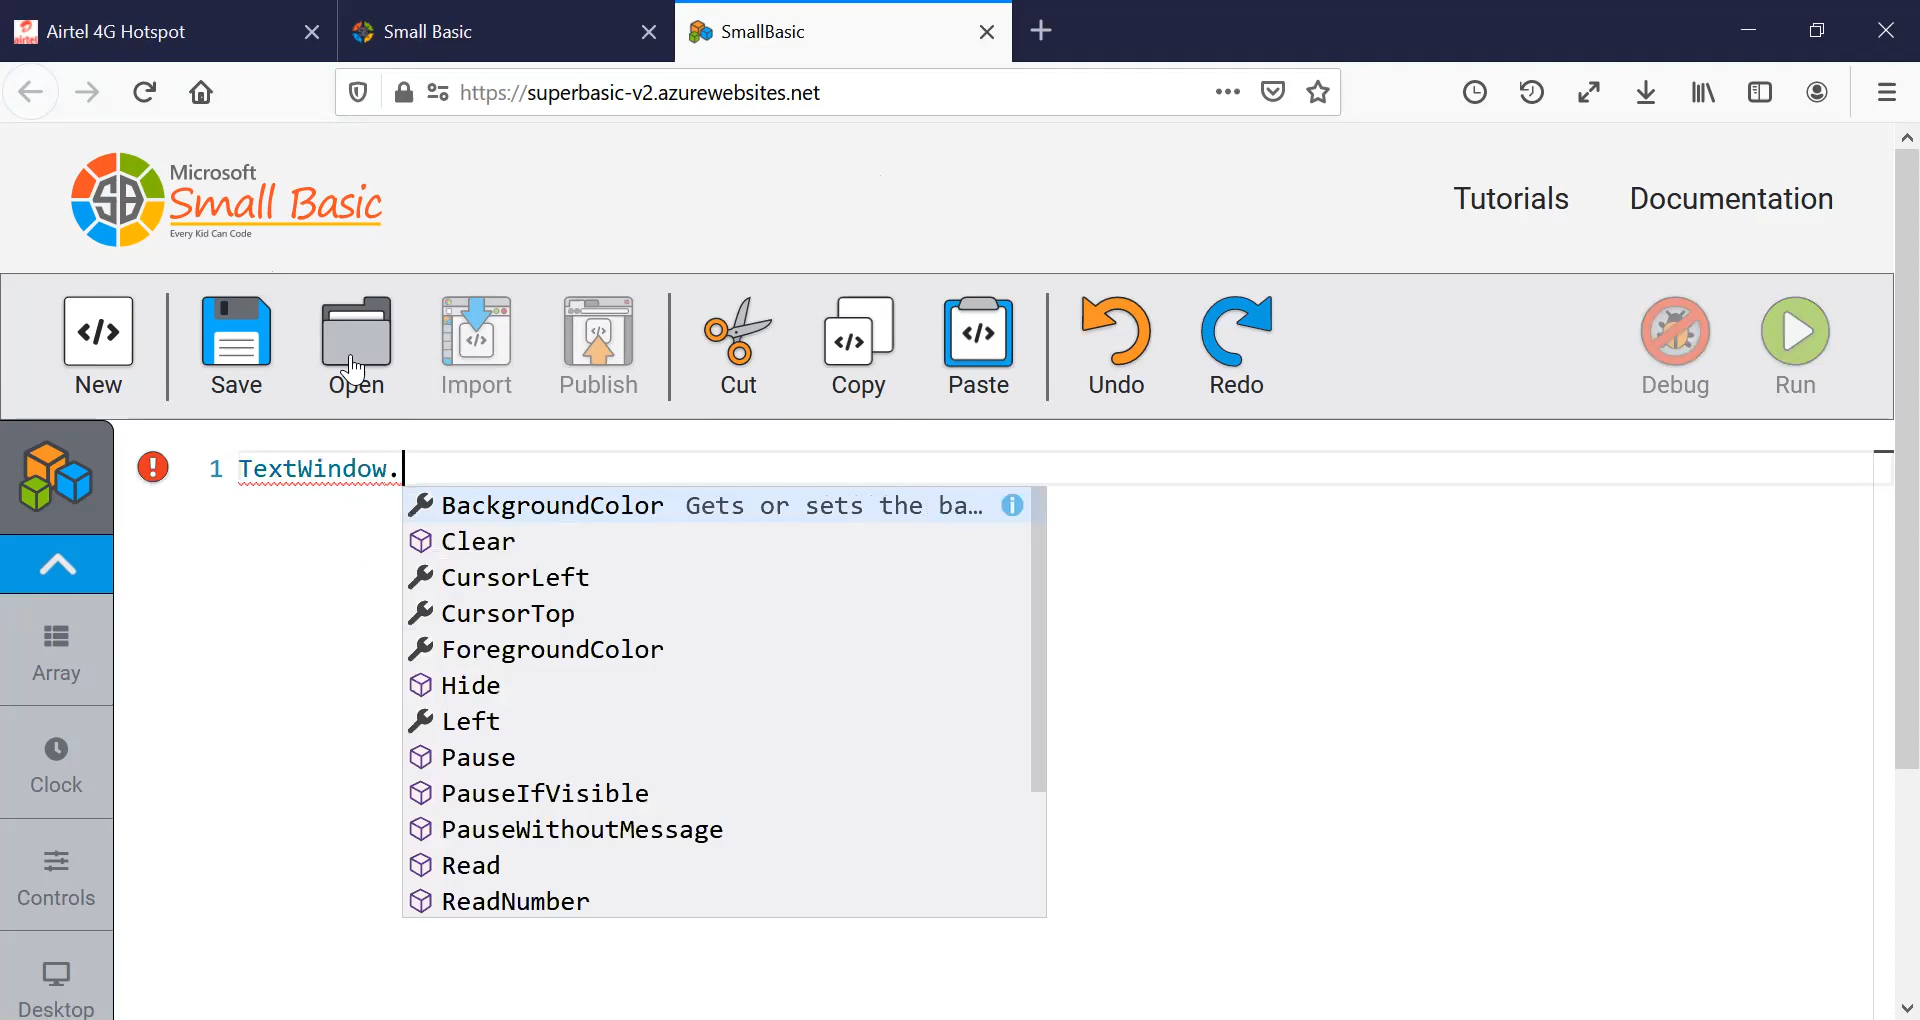 Airtel 4G Hotspot
Small Basic
SmallBasic
https://superbasic-v2.azurewebsites.net
Microsoft
Small Basic
Every Kid Can Code
Tutorials
Documentation
New
Save
Open
Import
Publish
Cut
Copy
Paste
Undo
Redo
Debug
Run
1 TextWindow.
BackgroundColor Gets or sets the ba…
Clear
CursorLeft
CursorTop
ForegroundColor
Hide
Left
Pause
PauseIfVisible
PauseWithoutMessage
Read
ReadNumber
Array
Clock
Controls
Desktop